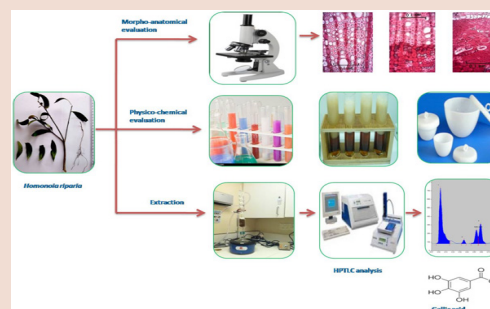 Morpho-anatomical
evaluation
Physico-chemical
evaluation
Homonoia riparia
Extraction
HPTLC analysis
HO
HO
OH
O